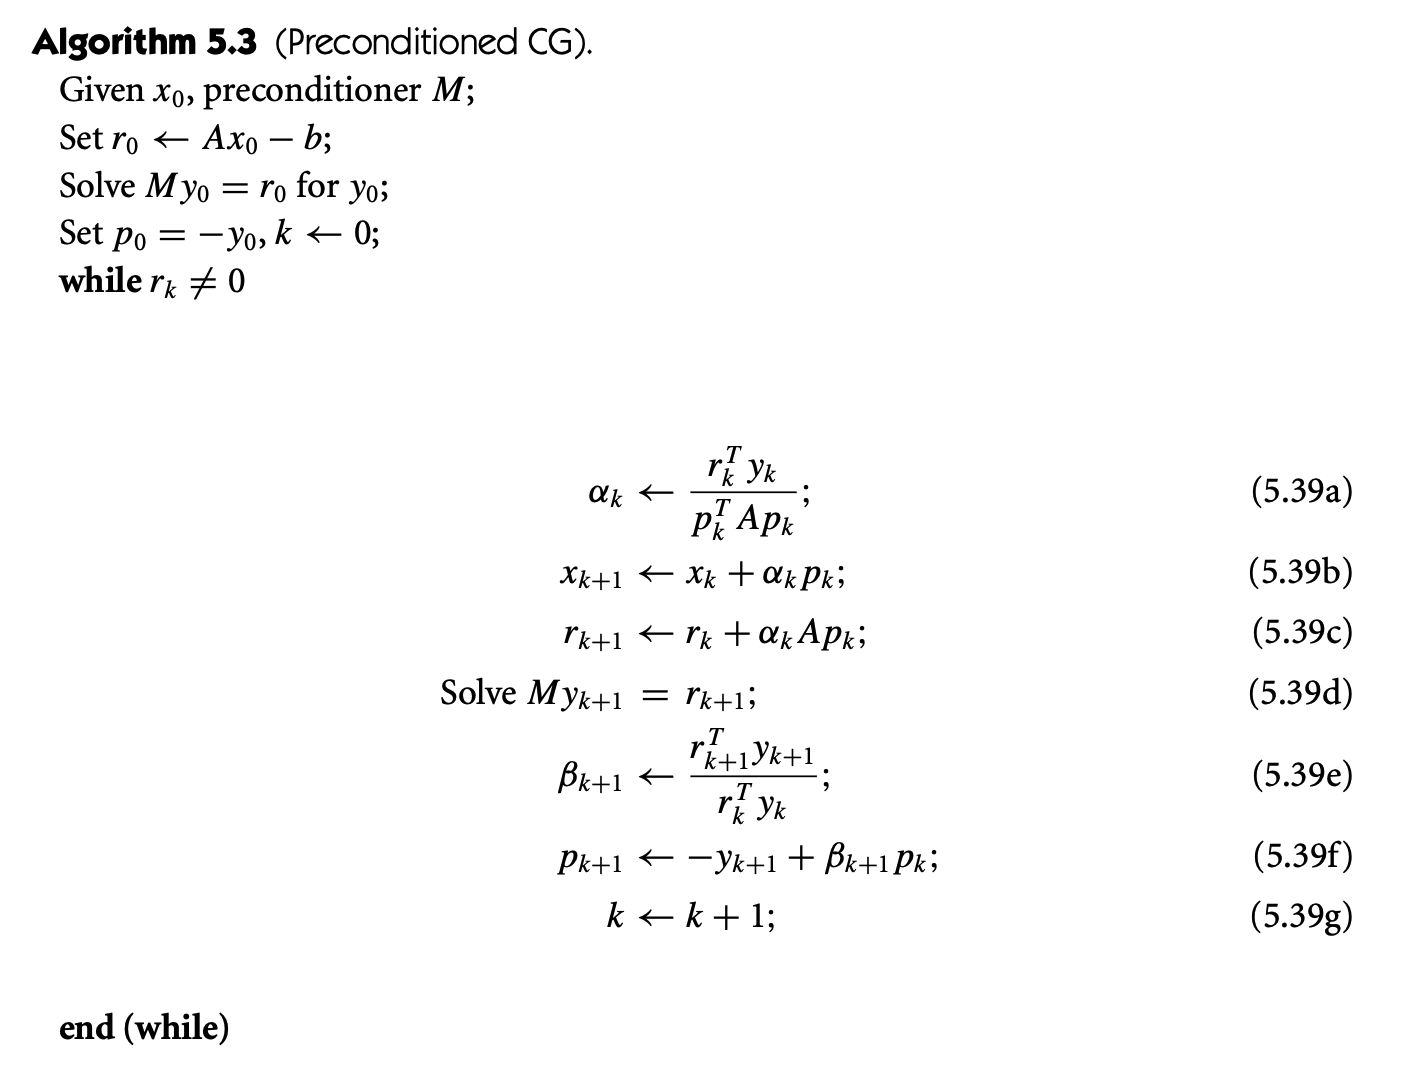 Algorithm 5.3 (Preconditioned CG).
Given $x_0$, preconditioner $M$;
Set $r_0 \leftarrow Ax_0 - b$;
Solve $My_0 = r_0$ for $y_0$;
Set $p_0 = -y_0, k \leftarrow 0$;
while $r_k \neq 0$
$\alpha_k \leftarrow \frac{r_k^T y_k}{p_k^T A p_k}$; (5.39a)
$x_{k+1} \leftarrow x_k + \alpha_k p_k$; (5.39b)
$r_{k+1} \leftarrow r_k + \alpha_k A p_k$; (5.39c)
Solve $My_{k+1} = r_{k+1}$; (5.39d)
$\beta_{k+1} \leftarrow \frac{r_{k+1}^T y_{k+1}}{r_k^T y_k}$; (5.39e)
$p_{k+1} \leftarrow -y_{k+1} + \beta_{k+1} p_k$; (5.39f)
$k \leftarrow k + 1$; (5.39g)
end (while)